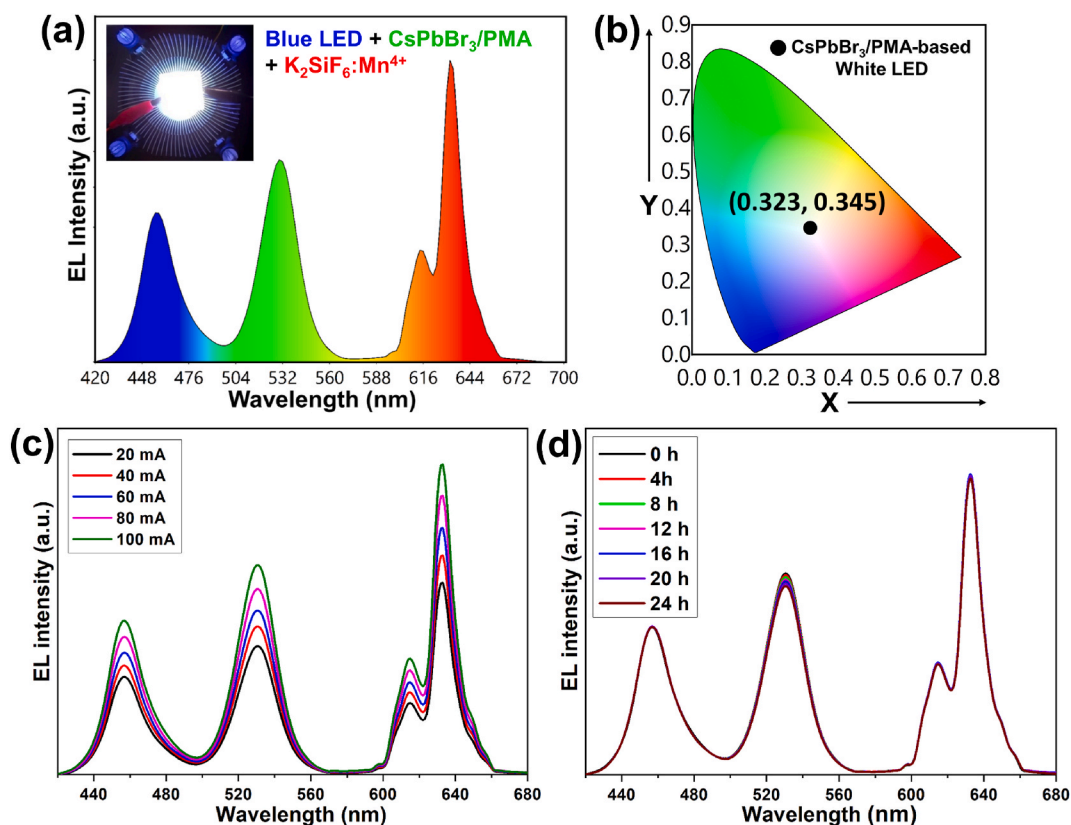 (a)
Blue LED + CsPbBr₃/PMA
+ K₂SiF₆:Mn⁴⁺
EL Intensity (a.u.)
420 448 476 504 532 560 588 616 644 672 700
Wavelength (nm)
(b)
CsPbBr₃/PMA-based
White LED
0.9
0.8
0.7
0.6
0.5
0.4
0.3
0.2
0.1
0.0
Y
(0.323, 0.345)
0.0 0.1 0.2 0.3 0.4 0.5 0.6 0.7 0.8
X
(c)
20 mA
40 mA
60 mA
80 mA
100 mA
EL intensity (a.u.)
440 480 520 560 600 640 680
Wavelength (nm)
(d)
0 h
4h
8 h
12 h
16 h
20 h
24 h
EL intensity (a.u.)
440 480 520 560 600 640 680
Wavelength (nm)